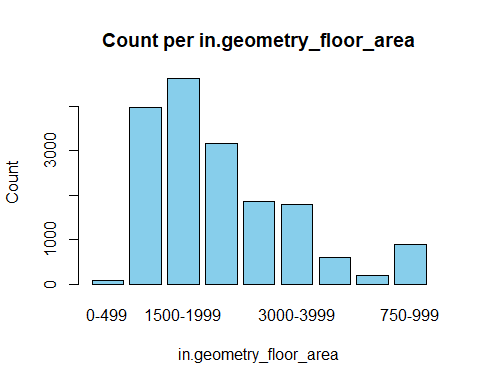 Count per in.geometry_floor_area
Count
3000
1000
0
0-499 1500-1999 3000-3999 750-999
in.geometry_floor_area